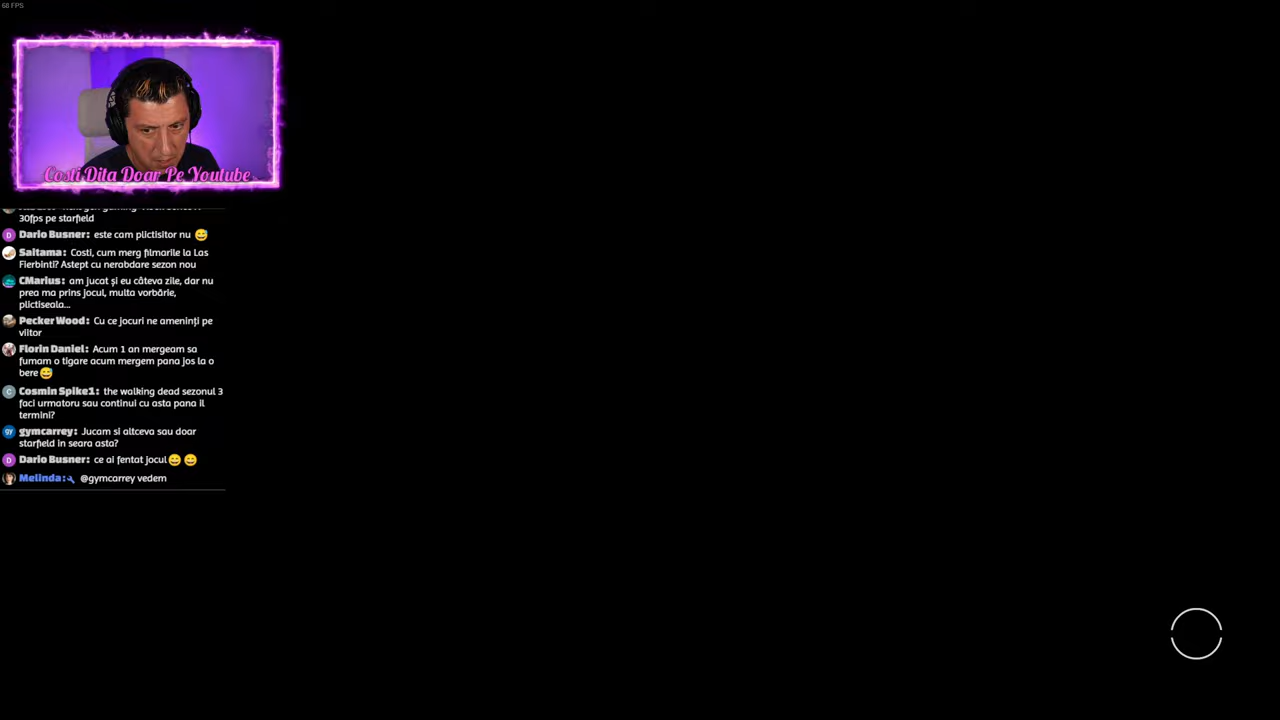 68 FPS
Costi Dita Doar Pe Youtube
30fps pe starfield
Dario Busner: este cam plictisitor nu 😅
Saitama: Costi, cum merg filmarile la Las
Fierbinti? Astept cu nerabdare sezon nou
CMarius: am jucat și eu câteva zile, dar nu
prea ma prins jocul, multa vorbărie,
plictiseala...
Pecker Wood: Cu ce jocuri ne ameninți pe
viitor
Florin Daniel: Acum 1 an mergeam sa
fumam o tigare acum mergem pana jos la o
bere😅
Cosmin Spike1: the walking dead sezonul 3
faci urmatoru sau continui cu asta pana il
termini?
gymcarrey: Jucam si altceva sau doar
starfield in seara asta?
Dario Busner: ce ai fentat jocul😄 😄
Melinda: @gymcarrey vedem